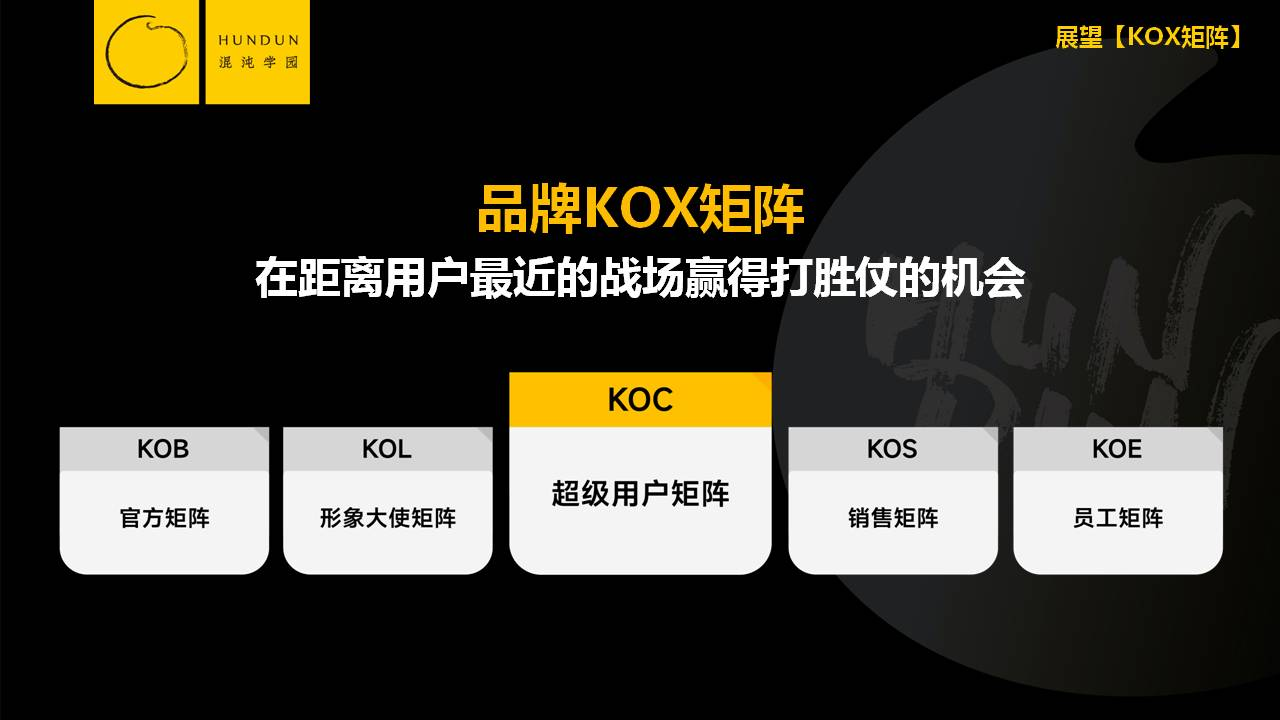 HUNDUN
混沌学园
展望【KOX矩阵】
品牌KOX矩阵
在距离用户最近的战场赢得打胜仗的机会
KOB
官方矩阵
KOL
形象大使矩阵
KOC
超级用户矩阵
KOS
销售矩阵
KOE
员工矩阵
HUN